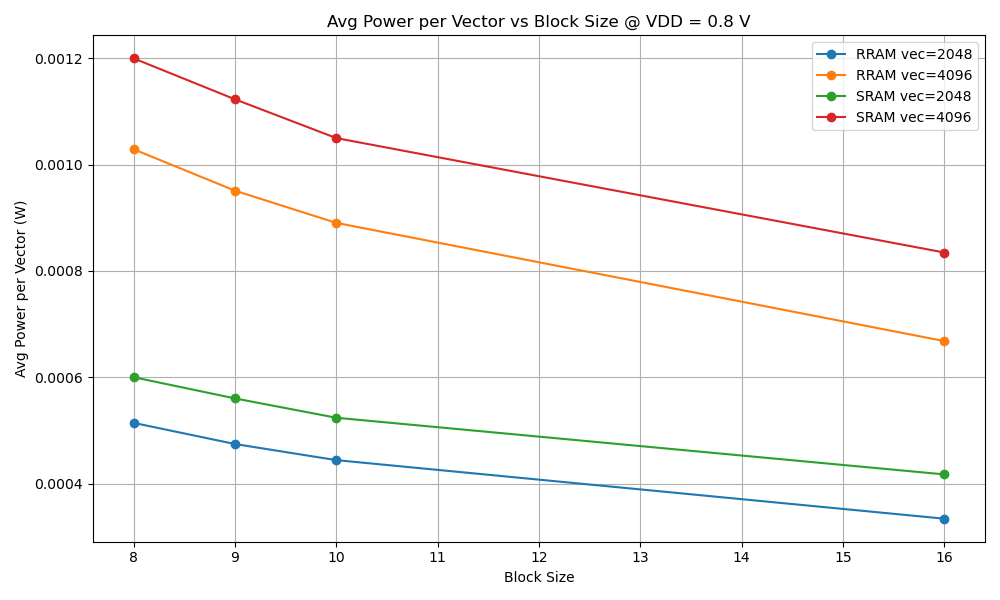 Avg Power per Vector vs Block Size @ VDD = 0.8 V
RRAM vec=2048
RRAM vec=4096
SRAM vec=2048
SRAM vec=4096
Avg Power per Vector (W)
0.0012
0.0010
0.0008
0.0006
0.0004
8 9 10 11 12 13 14 15 16
Block Size